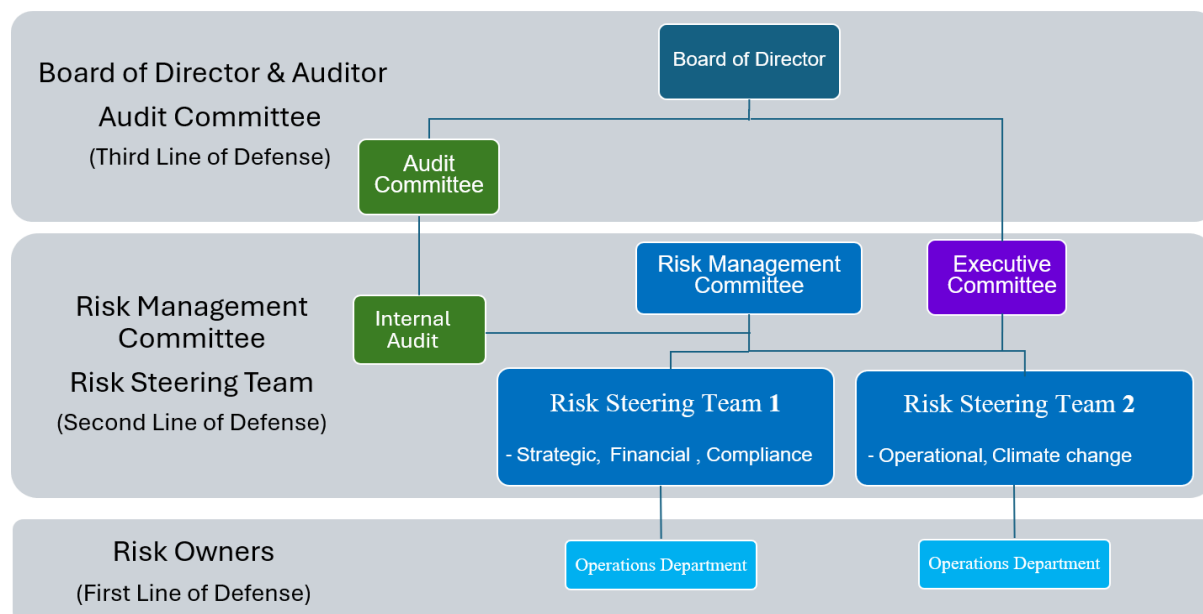 Board of Director & Auditor
Audit Committee
(Third Line of Defense)
Board of Director
Audit
Committee
Risk Management
Committee
Risk Steering Team
(Second Line of Defense)
Internal
Audit
Risk Management
Committee
Executive
Committee
Risk Steering Team 1
- Strategic, Financial , Compliance
Risk Steering Team 2
- Operational, Climate change
Risk Owners
(First Line of Defense)
Operations Department
Operations Department